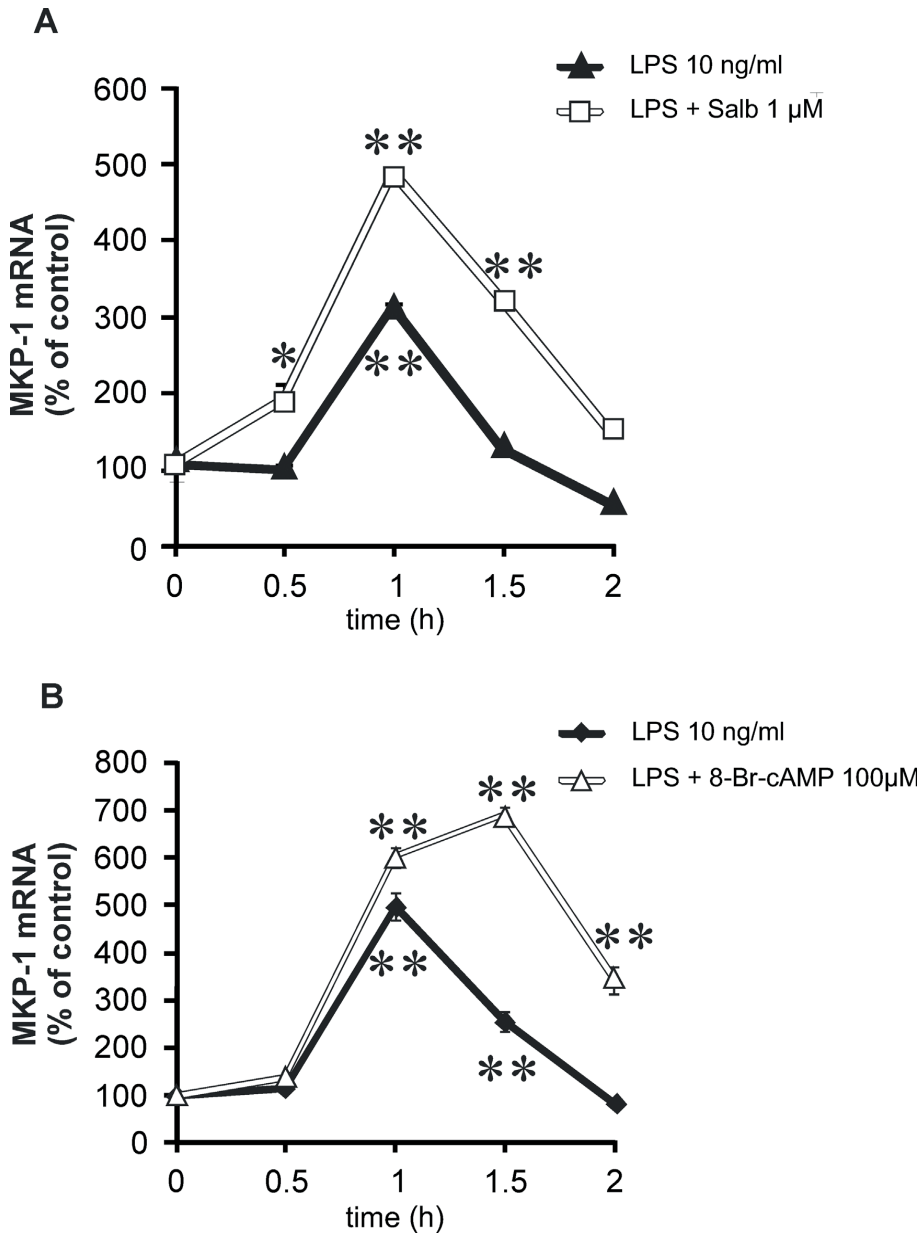 A
LPS 10 ng/ml
LPS + Salb 1 µM
600
500
400
300
200
100
0
MKP-1 mRNA
(% of control)
**
**
*
**
0 0.5 1 1.5 2
time (h)
B
LPS 10 ng/ml
LPS + 8-Br-cAMP 100µM
800
700
600
500
400
300
200
100
0
MKP-1 mRNA
(% of control)
**
**
**
**
**
0 0.5 1 1.5 2
time (h)